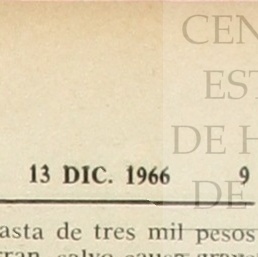 CEN
EST
DE H
DE
13 DIC. 1966 9
asta de tres mil pesos